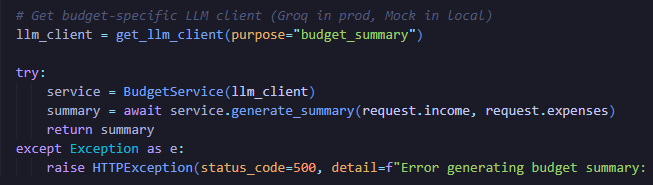 # Get budget-specific LLM client (Groq in prod, Mock in local)
llm_client = get_llm_client(purpose="budget_summary")
try:
service = BudgetService(llm_client)
summary = await service.generate_summary(request.income, request.expenses)
return summary
except Exception as e:
raise HTTPException(status_code=500, detail=f"Error generating budget summary: